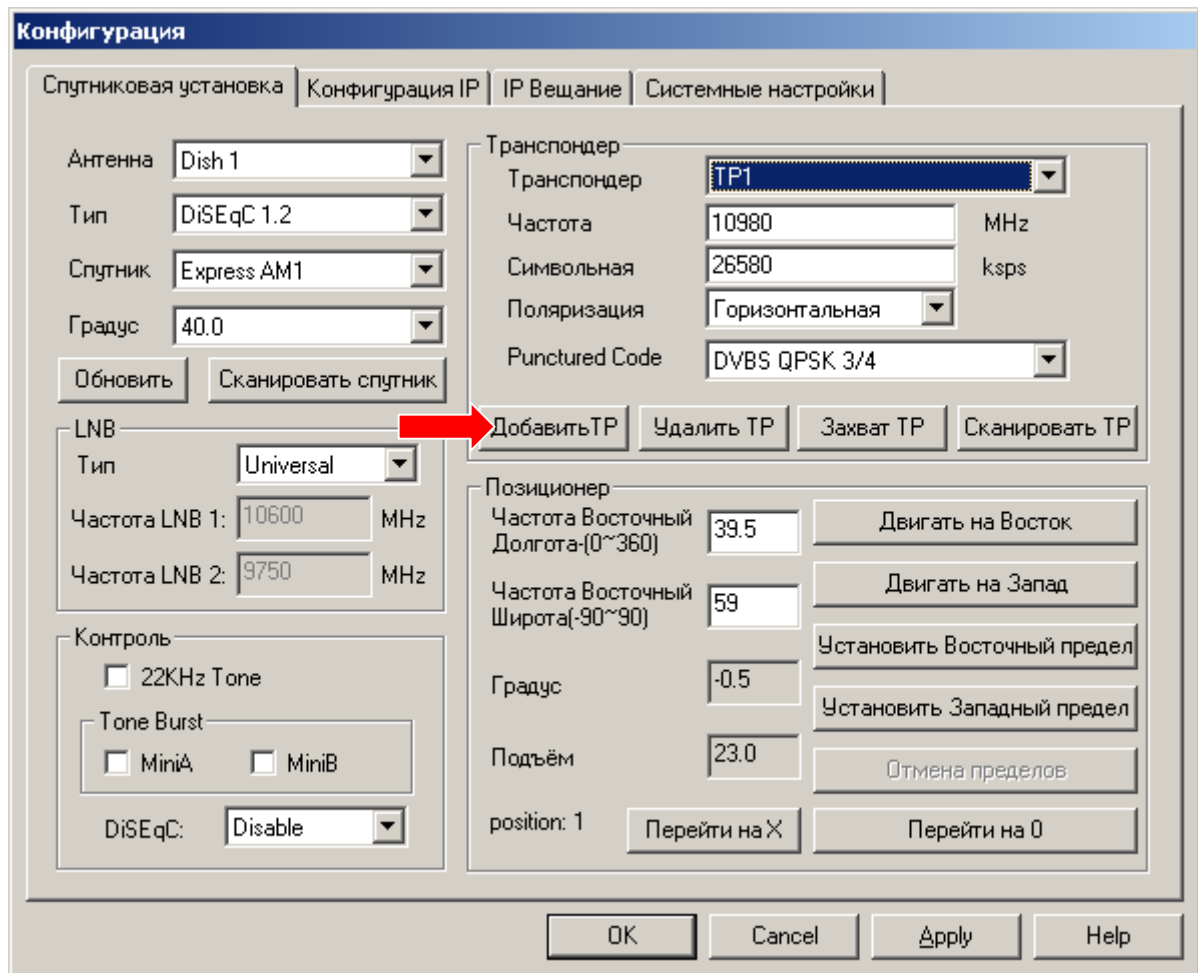 Конфигурация
Спутниковая установка
Конфигурация IP
IP Вещание
Системные настройки
Антенна
Dish 1
Тип
DiSEqC 1.2
Спутник
Express AM1
Градус
40.0
Обновить
Сканировать спутник
LNB
Тип
Universal
Частота LNB 1:
10600
MHz
Частота LNB 2:
9750
MHz
Контроль
22KHz Tone
Tone Burst
MiniA
MiniB
DiSEqC:
Disable
Транспондер
Транспондер
TP1
Частота
10980
MHz
Символьная
26580
ksps
Поляризация
Горизонтальная
Punctured Code
DVBS QPSK 3/4
ДобавитьTP
Удалить TP
Захват TP
Сканировать TP
Позиционер
Частота Восточный
Долгота-(0~360)
39.5
Частота Восточный
Широта(-90~90)
59
Градус
-0.5
Подъём
23.0
position: 1
Перейти на X
Двигать на Восток
Двигать на Запад
Установить Восточный предел
Установить Западный предел
Отмена пределов
Перейти на 0
OK
Cancel
Apply
Help